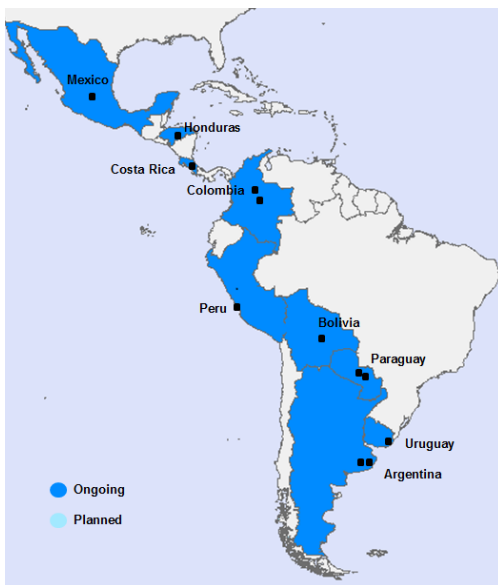 Mexico
Honduras
Costa Rica
Colombia
Peru
Bolivia
Paraguay
Uruguay
Argentina
Ongoing
Planned